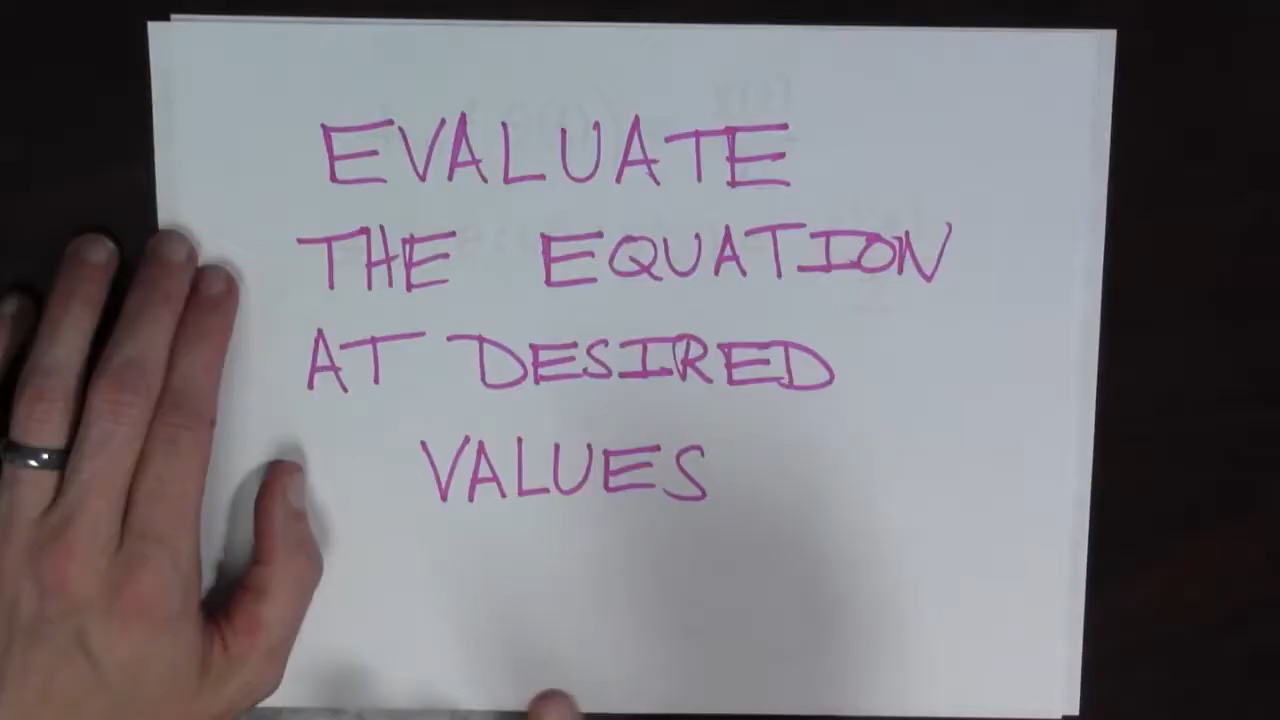 EVALUATE
THE EQUATION
AT DESIRED
VALUES